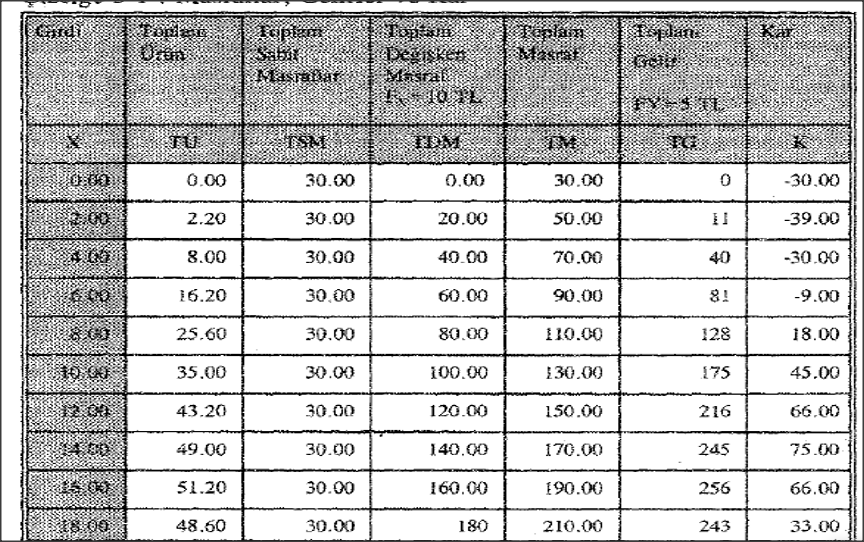 Girdi Toplam Toplam Toplam Toplam Toplam Kar
Ürün Sabit Değişken Masraf Gelir
Masraflar Masraf
= 10 TL FY=5 TL
X TU TSM TDM TM TG K
0.00 0.00 30.00 0.00 30.00 0 -30.00
2.00 2.20 30.00 20.00 50.00 11 -39.00
4.00 8.00 30.00 40.00 70.00 40 -30.00
6.00 16.20 30.00 60.00 90.00 81 -9.00
8.00 25.60 30.00 80.00 110.00 128 18.00
10.00 35.00 30.00 100.00 130.00 175 45.00
12.00 43.20 30.00 120.00 150.00 216 66.00
14.00 49.00 30.00 140.00 170.00 245 75.00
16.00 51.20 30.00 160.00 190.00 256 66.00
18.00 48.60 30.00 180 210.00 243 33.00